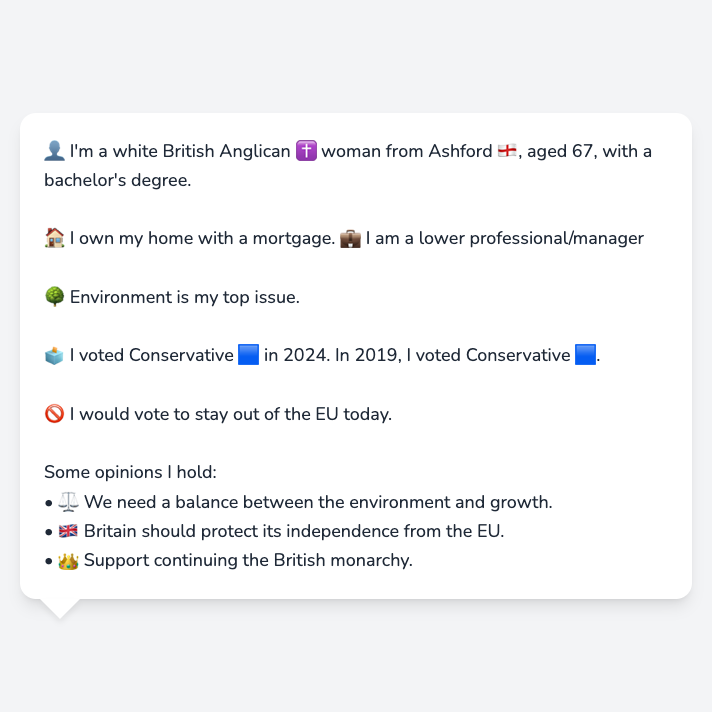 👤 I'm a white British Anglican ✝️ woman from Ashford 🏴󠁧󠁢󠁥󠁮󠁧󠁿, aged 67, with a
bachelor's degree.
🏠 I own my home with a mortgage. 💼 I am a lower professional/manager
🌳 Environment is my top issue.
🗳️ I voted Conservative 🟦 in 2024. In 2019, I voted Conservative 🟦.
🚫 I would vote to stay out of the EU today.
Some opinions I hold:
• ⚖️ We need a balance between the environment and growth.
• 🇬🇧 Britain should protect its independence from the EU.
• 👑 Support continuing the British monarchy.